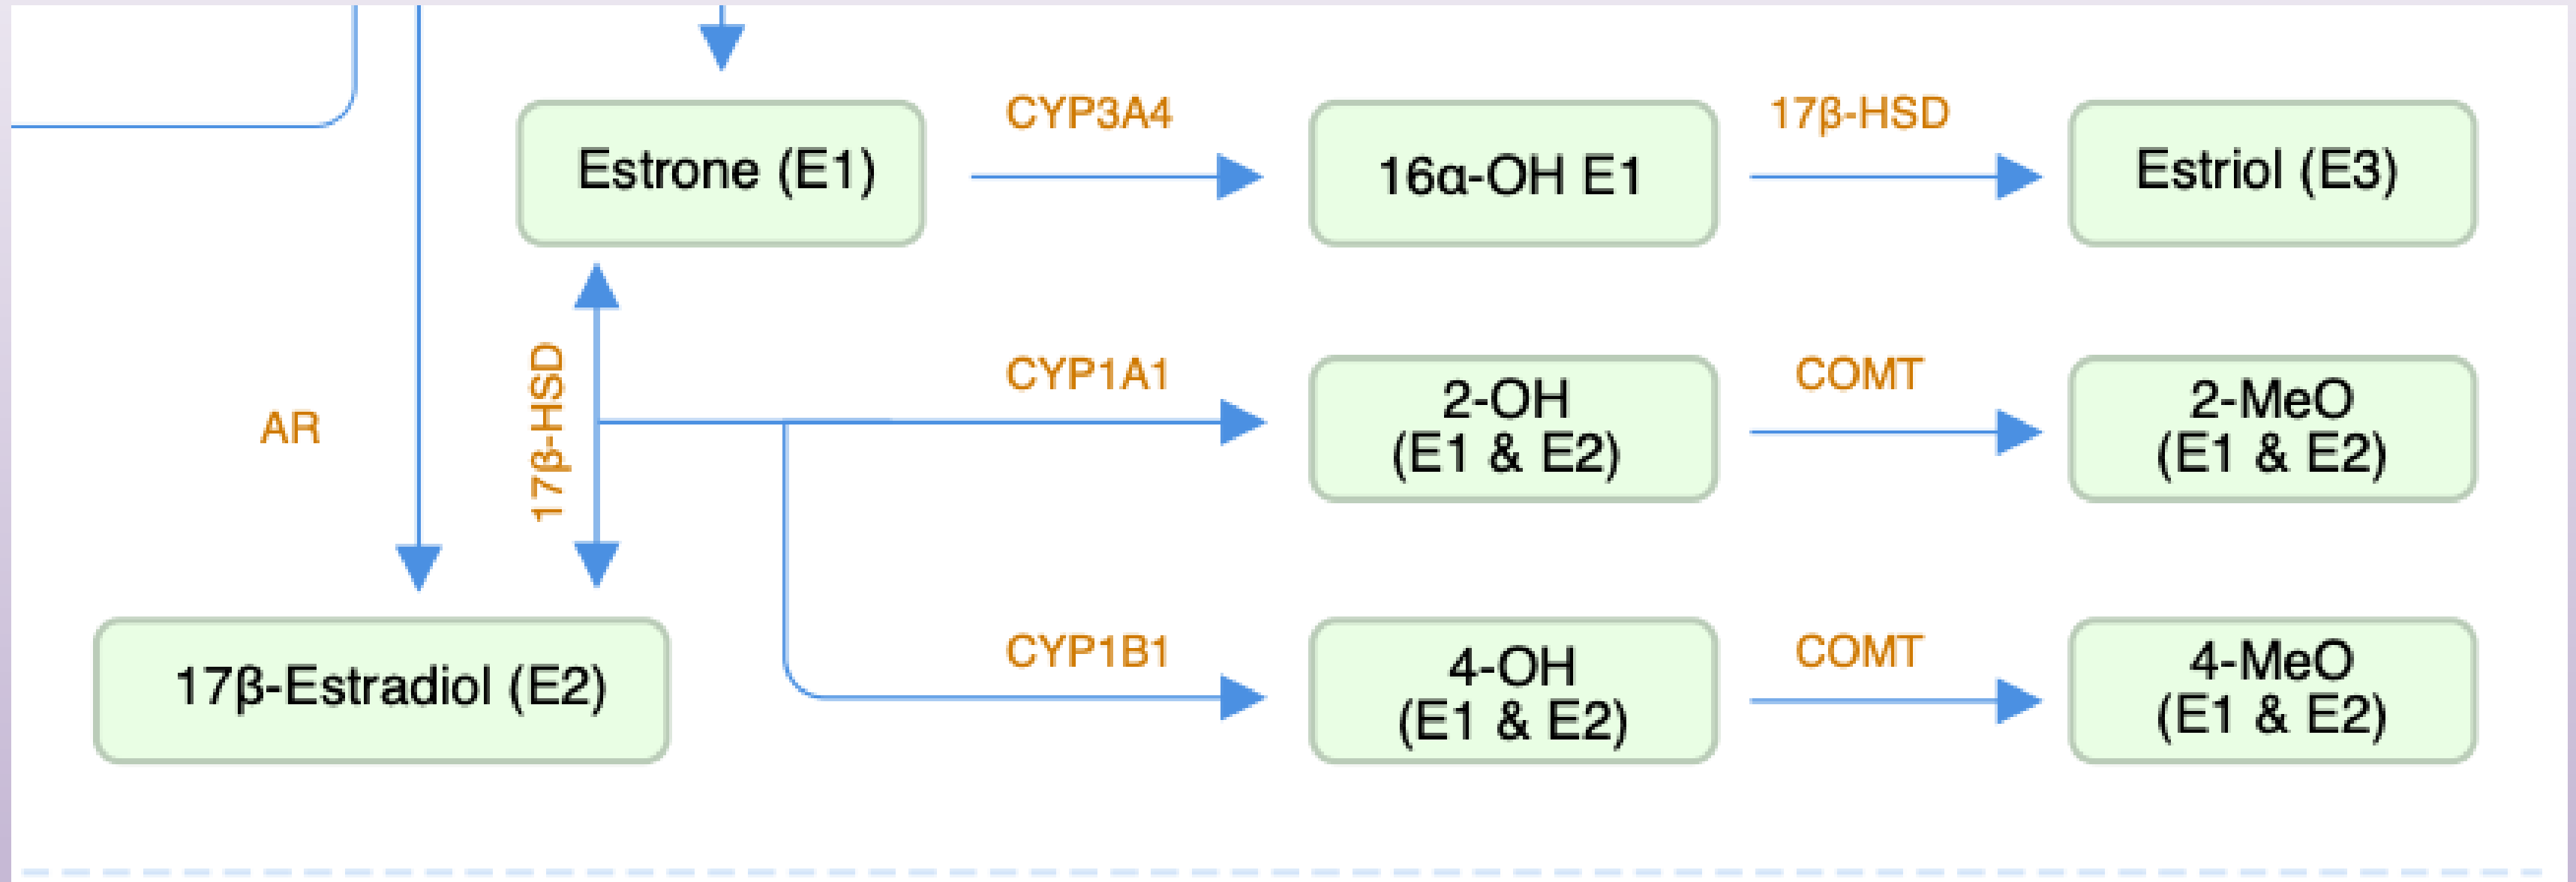 CYP3A4
17β-HSD
Estrone (E1)
16α-OH E1
Estriol (E3)
AR
17β-HSD
CYP1A1
2-OH
(E1 & E2)
COMT
2-MeO
(E1 & E2)
17β-Estradiol (E2)
CYP1B1
4-OH
(E1 & E2)
COMT
4-MeO
(E1 & E2)